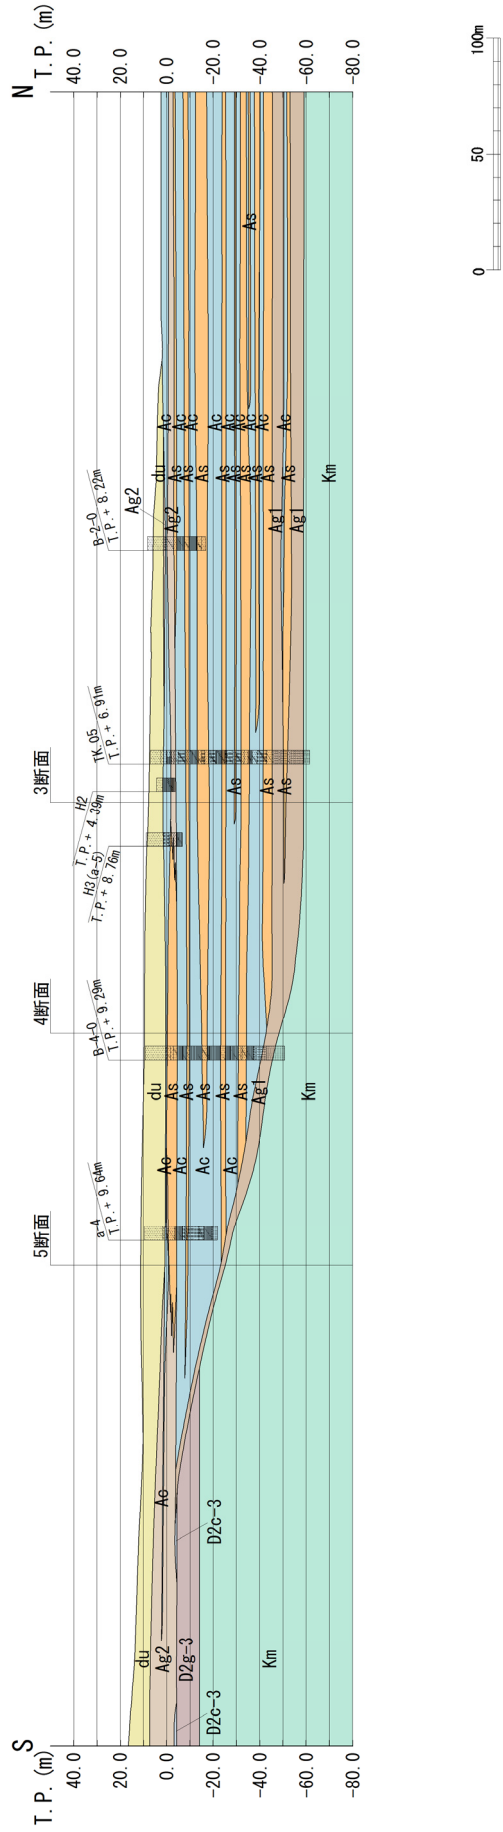 S
N
T.P.(m)
T.P.(m)
5断面
4断面
3断面
a-4
T.P.+ 9.64m
B-4-0
T.P.+ 9.29m
H3(a-5)
T.P.+ 8.76m
H2
T.P.+ 4.39m
TK.05
T.P.+ 6.91m
B-2-0
T.P.+ 8.22m
40.0
20.0
0.0
-20.0
-40.0
-60.0
-80.0
40.0
20.0
0.0
-20.0
-40.0
-60.0
-80.0
du
Ag2
D2g-3
D2c-3
Km
Ac
D2c-3
Ac
Ac
Ac
Ac
du
As
As
As
As
As
Ag1
Km
As
As
As
Ag2
Ag2
du
As
As
As
As
As
As
As
As
As
Ag1
Ag1
Km
Ac
Ac
Ac
Ac
Ac
Ac
Ac
Ac
Ac
As
0
50
100m